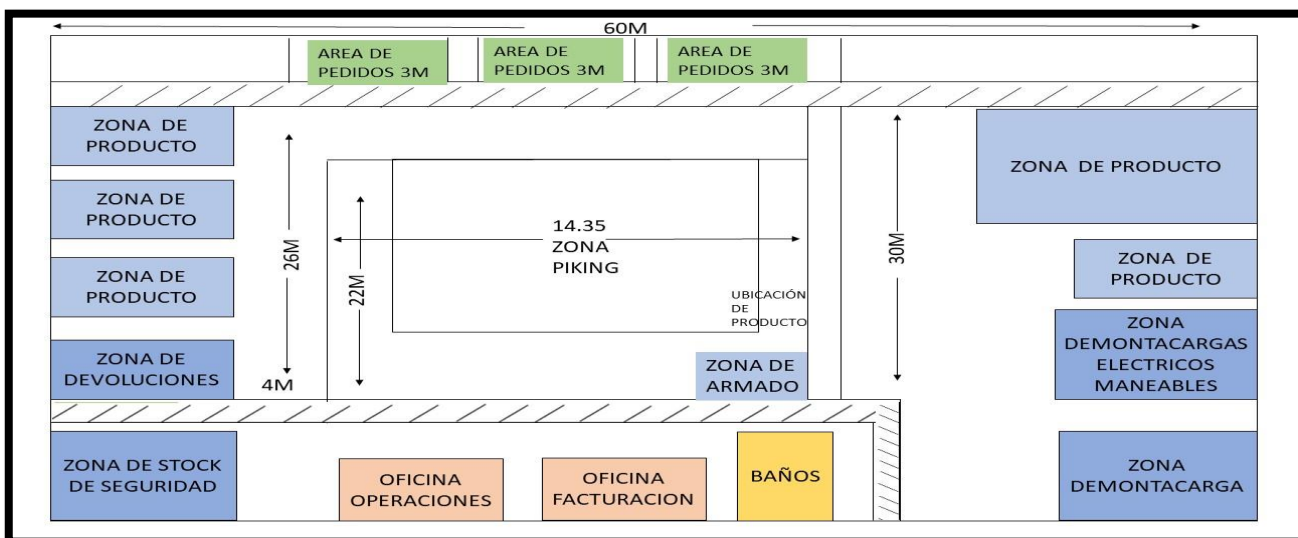 60M
AREA DE
PEDIDOS 3M
AREA DE
PEDIDOS 3M
AREA DE
PEDIDOS 3M
ZONA DE
PRODUCTO
ZONA DE
PRODUCTO
ZONA DE
PRODUCTO
ZONA DE
DEVOLUCIONES
26M
4M
22M
14.35
ZONA
PIKING
UBICACIÓN
DE
PRODUCTO
ZONA DE
ARMADO
30M
ZONA DE PRODUCTO
ZONA DE
PRODUCTO
ZONA
DEMONTACARGAS
ELECTRICOS
MANEABLES
ZONA DE STOCK
DE SEGURIDAD
OFICINA
OPERACIONES
OFICINA
FACTURACION
BAÑOS
ZONA
DEMONTACARGA